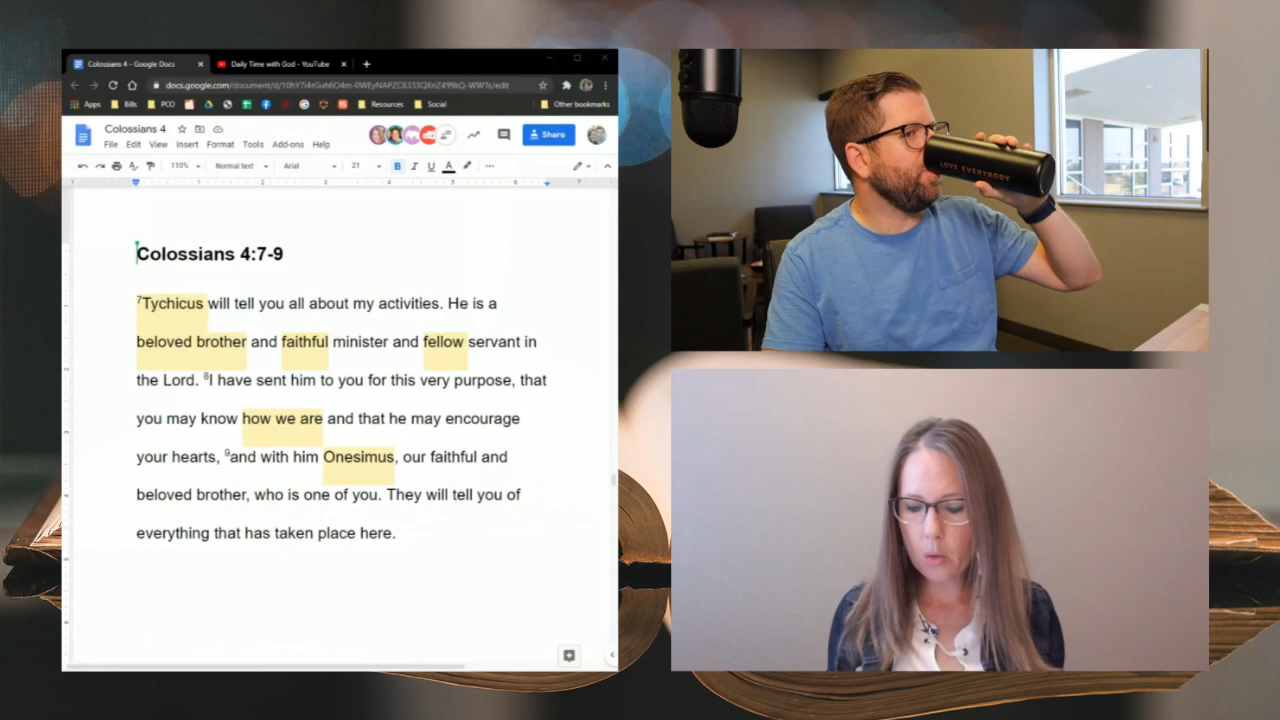 Colossians 4 - Google Docs
Daily Time with God - YouTube
Apps
Bills
PCO
Resources
Social
Other bookmarks
Colossians 4
File Edit View Insert Format Tools Add-ons Help
Share
110% Normal text Arial 21 B I U A
Colossians 4:7-9
7Tychicus will tell you all about my activities. He is a
beloved brother and faithful minister and fellow servant in
the Lord. 8I have sent him to you for this very purpose, that
you may know how we are and that he may encourage
your hearts, 9and with him Onesimus, our faithful and
beloved brother, who is one of you. They will tell you of
everything that has taken place here.
LOVE EVERYBODY